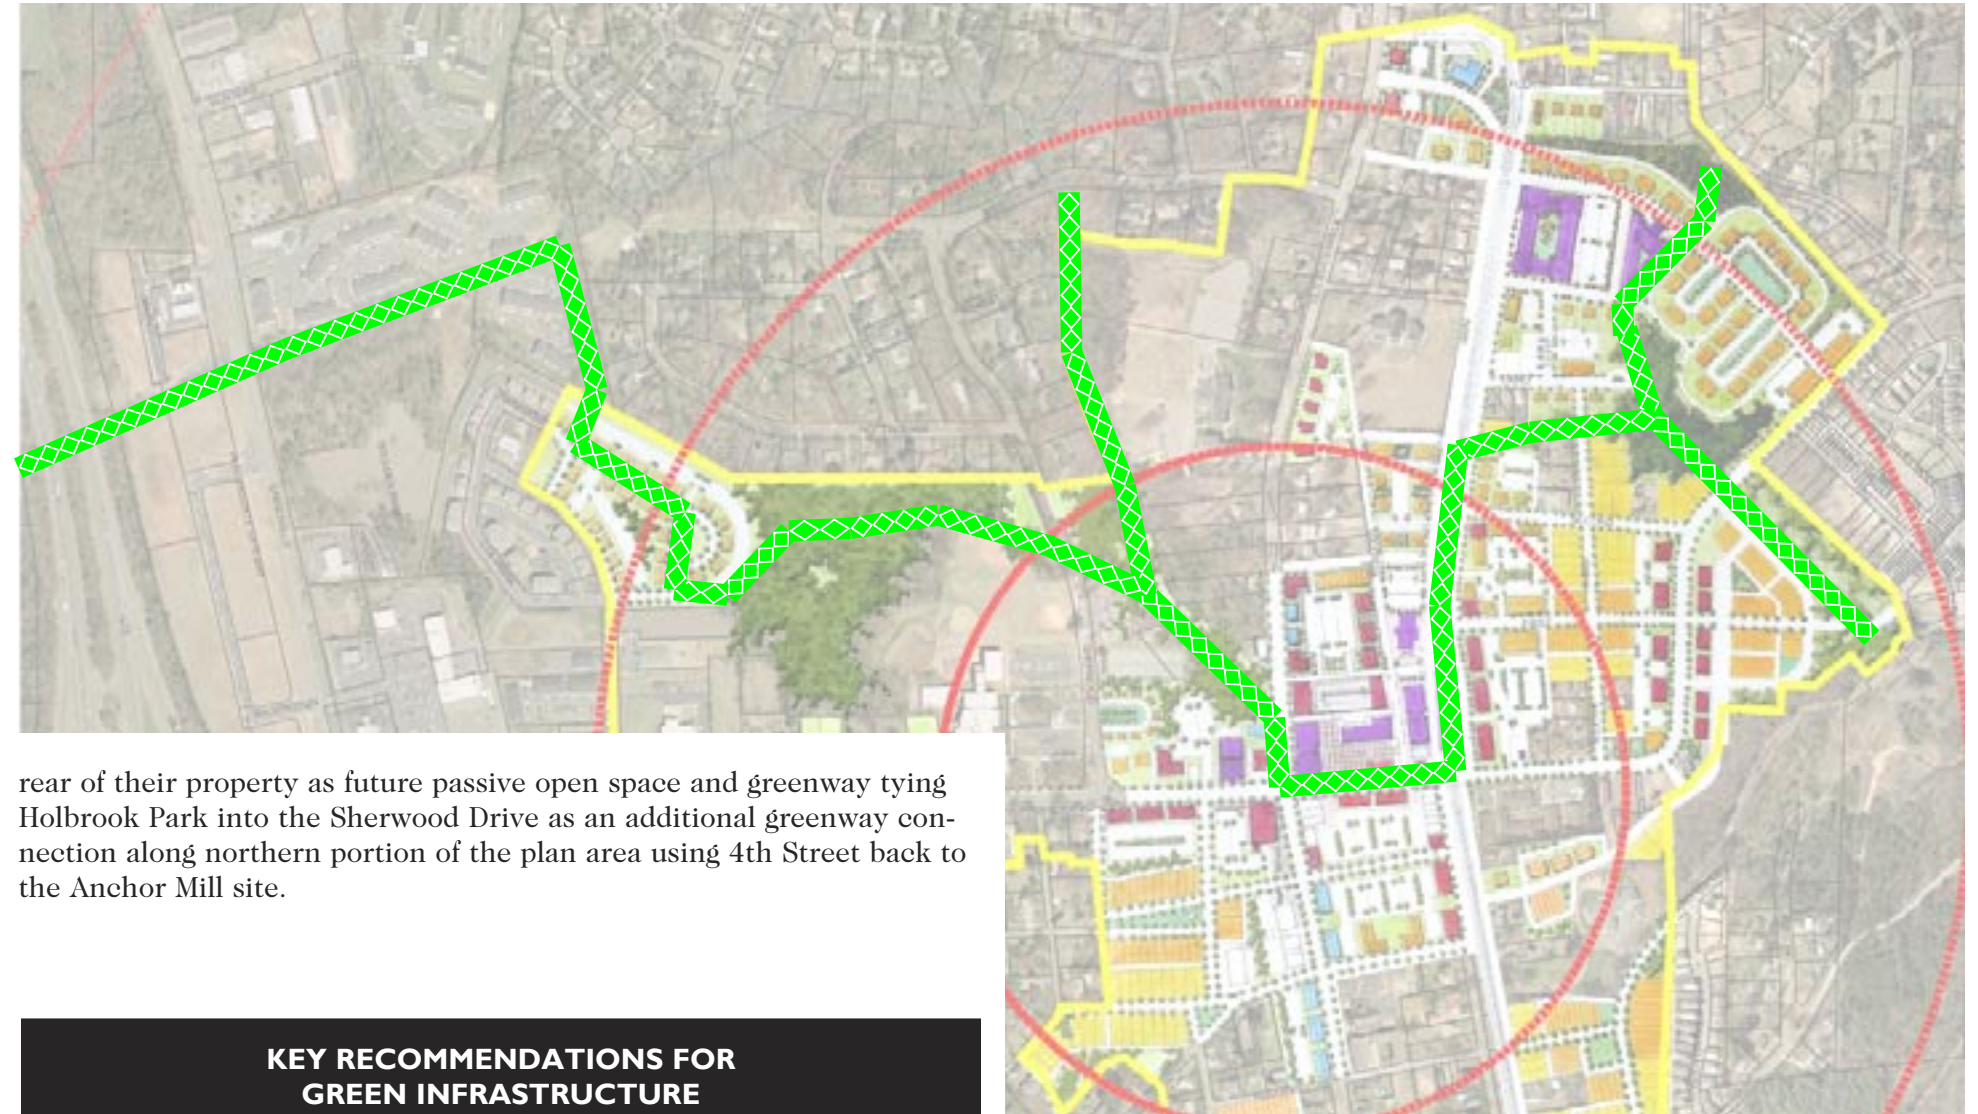 rear of their property as future passive open space and greenway tying
Holbrook Park into the Sherwood Drive as an additional greenway con-
nection along northern portion of the plan area using 4th Street back to
the Anchor Mill site.
KEY RECOMMENDATIONS FOR
GREEN INFRASTRUCTURE